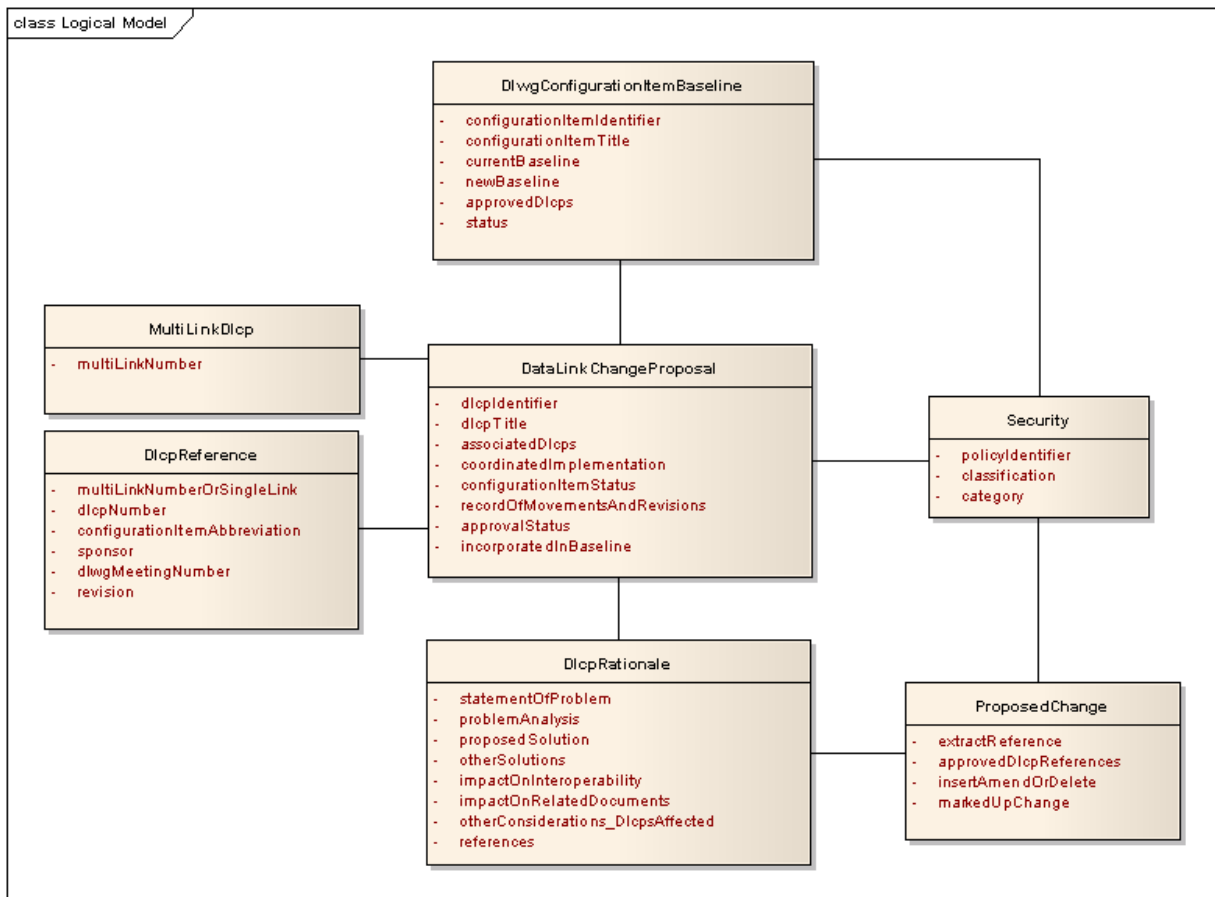 class Logical Model
DlwgConfigurationItemBaseline
- configurationItemIdentifier
- configurationItemTitle
- currentBaseline
- newBaseline
- approvedDlcps
- status
MultiLinkDlcp
- multiLinkNumber
DataLinkChangeProposal
- dlcpIdentifier
- dlcpTitle
- associatedDlcps
- coordinatedImplementation
- configurationItemStatus
- recordOfMovementsAndRevisions
- approvalStatus
- incorporatedInBaseline
Security
- policyIdentifier
- classification
- category
DlcpReference
- multiLinkNumberOrSingleLink
- dlcpNumber
- configurationItemAbbreviation
- sponsor
- dlwgMeetingNumber
- revision
DlcpRationale
- statementOfProblem
- problemAnalysis
- proposedSolution
- otherSolutions
- impactOnInteroperability
- impactOnRelatedDocuments
- otherConsiderations_DlcpsAffected
- references
ProposedChange
- extractReference
- approvedDlcpReferences
- insertAmendOrDelete
- markedUpChange